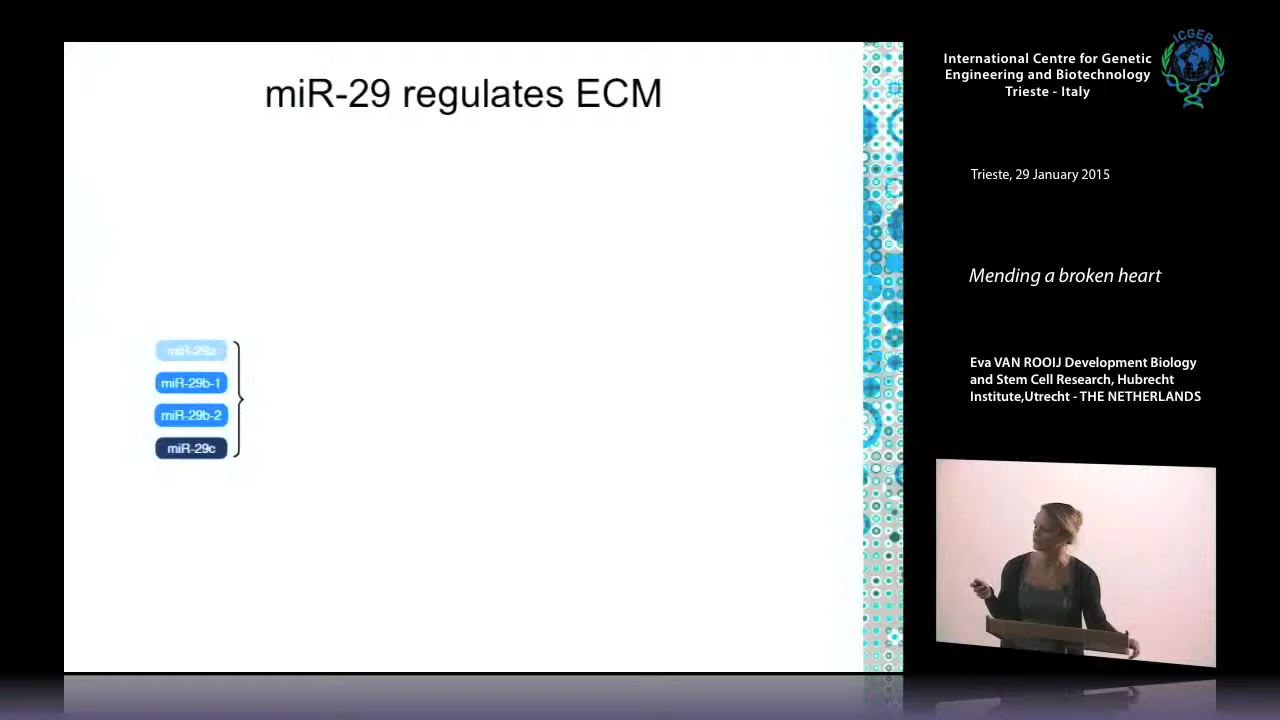 miR-29 regulates ECM
miR-29a
miR-29b-1
miR-29b-2
miR-29c
ICGEB
International Centre for Genetic
Engineering and Biotechnology
Trieste - Italy
Trieste, 29 January 2015
Mending a broken heart
Eva VAN ROOIJ Development Biology
and Stem Cell Research, Hubrecht
Institute,Utrecht - THE NETHERLANDS